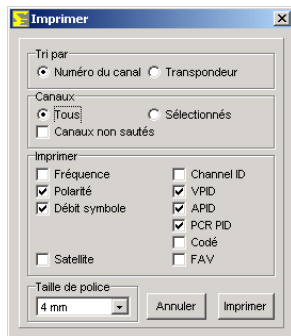 Imprimer
Tri par
Numéro du canal Transpondeur
Canaux
Tous Sélectionnés
Canaux non sautés
Imprimer
Fréquence Channel ID
Polarité VPID
Débit symbole APID
PCR PID
Codé
Satellite FAV
Taille de police
4 mm Annuler Imprimer